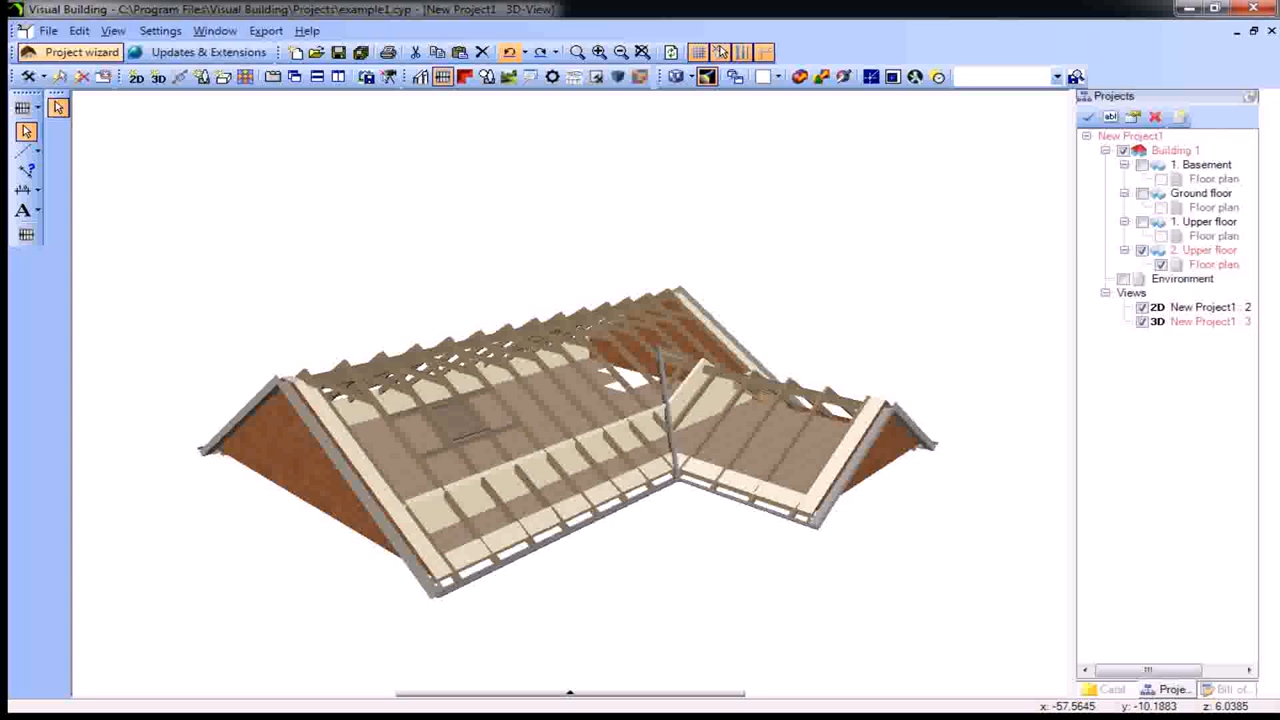 Visual Building - C:\Program Files\Visual Building\Projects\example1.cyp - [New Project1 3D-View]
File Edit View Settings Window Export Help
Project wizard Updates & Extensions
2D 3D
Projects
abl
New Project1
Building 1
1. Basement
Floor plan
Ground floor
Floor plan
1. Upper floor
Floor plan
2. Upper floor
Floor plan
Environment
Views
2D New Project1 . 2
3D New Project1 3
A
Proje...
Bill of...
x: -57.5645 y: -10.1883 z: 6.0385